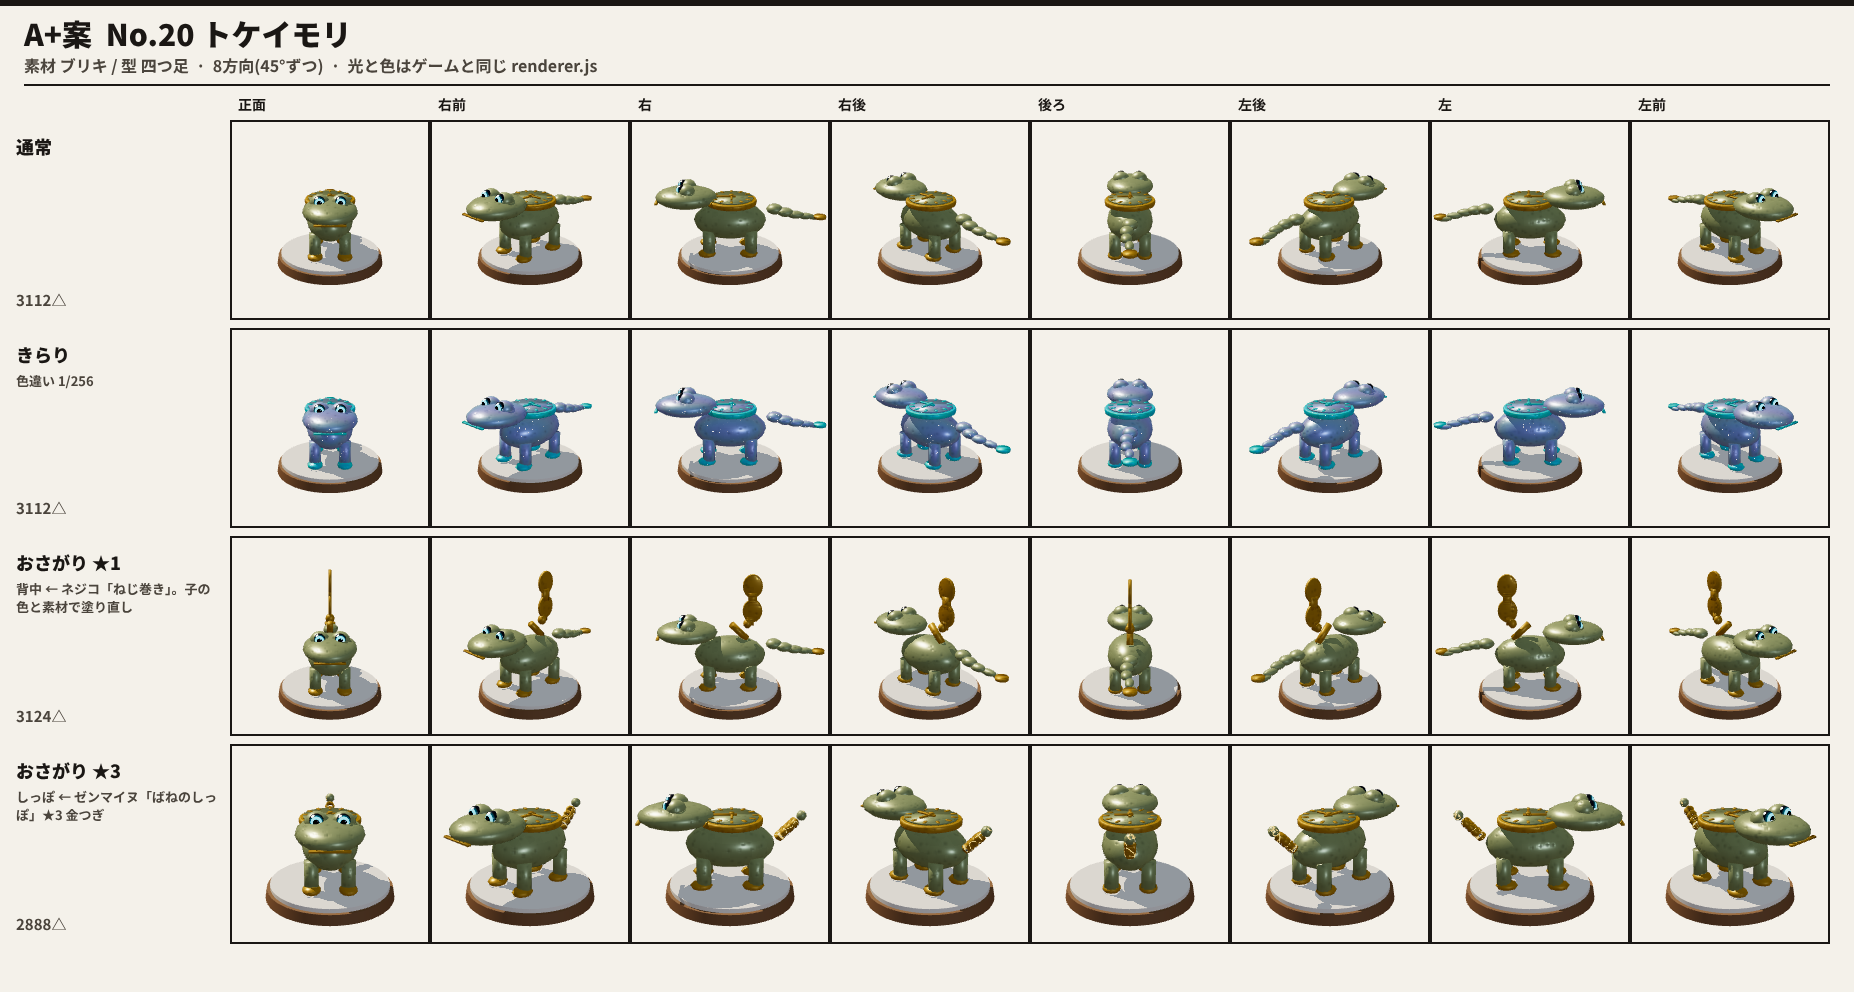 A+案 No.20 トケイモリ
素材 ブリキ / 型 四つ足 · 8方向(45°ずつ) · 光と色はゲームと同じ renderer.js
正面 右前 右 右後 後ろ 左後 左 左前
通常
3112△
きらり
色違い 1/256
3112△
おさがり ★1
背中 ← ネジコ「ねじ巻き」。子の
色と素材で塗り直し
3124△
おさがり ★3
しっぽ ← ゼンマイヌ「ばねのしっ
ぽ」★3 金つぎ
2888△